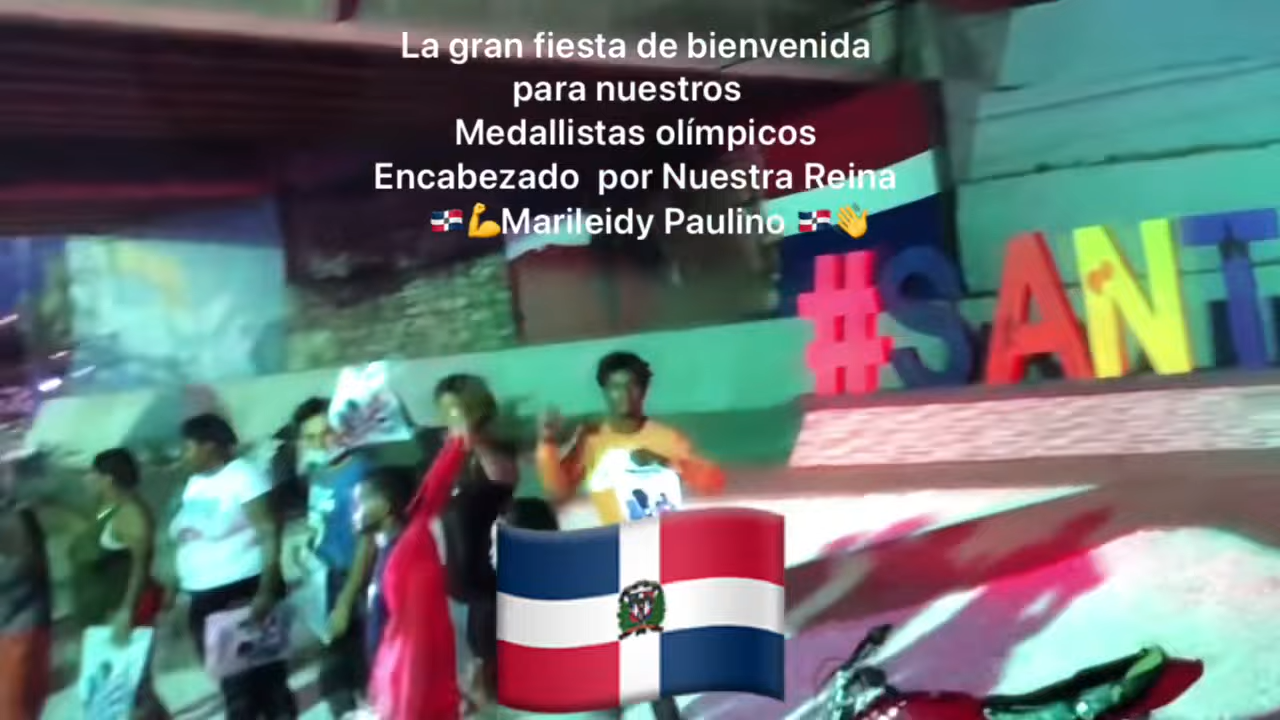 La gran fiesta de bienvenida
para nuestros
Medallistas olímpicos
Encabezado  por Nuestra Reina
🇩🇴💪Marileidy Paulino 🇩🇴👋
#SANT